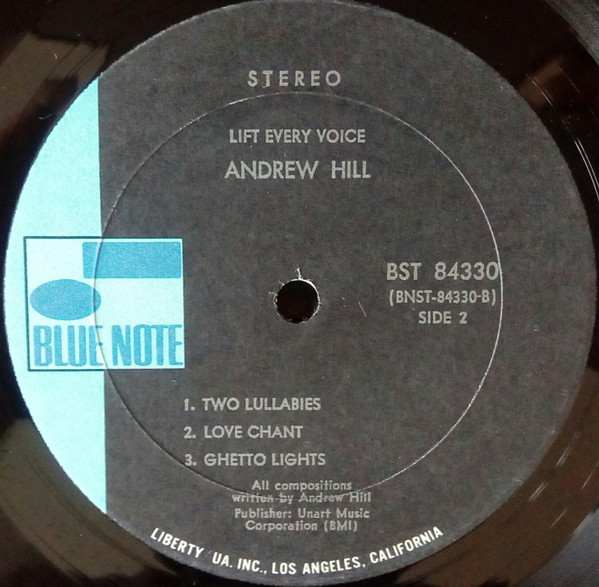 STEREO
LIFT EVERY VOICE
ANDREW HILL
BST 84330
(BNST-84330-B)
SIDE 2
BLUE NOTE
1. TWO LULLABIES
2. LOVE CHANT
3. GHETTO LIGHTS
All compositions
written by Andrew Hill
Publisher: Unart Music
Corporation (BMI)
LIBERTY UA, INC., LOS ANGELES, CALIFORNIA